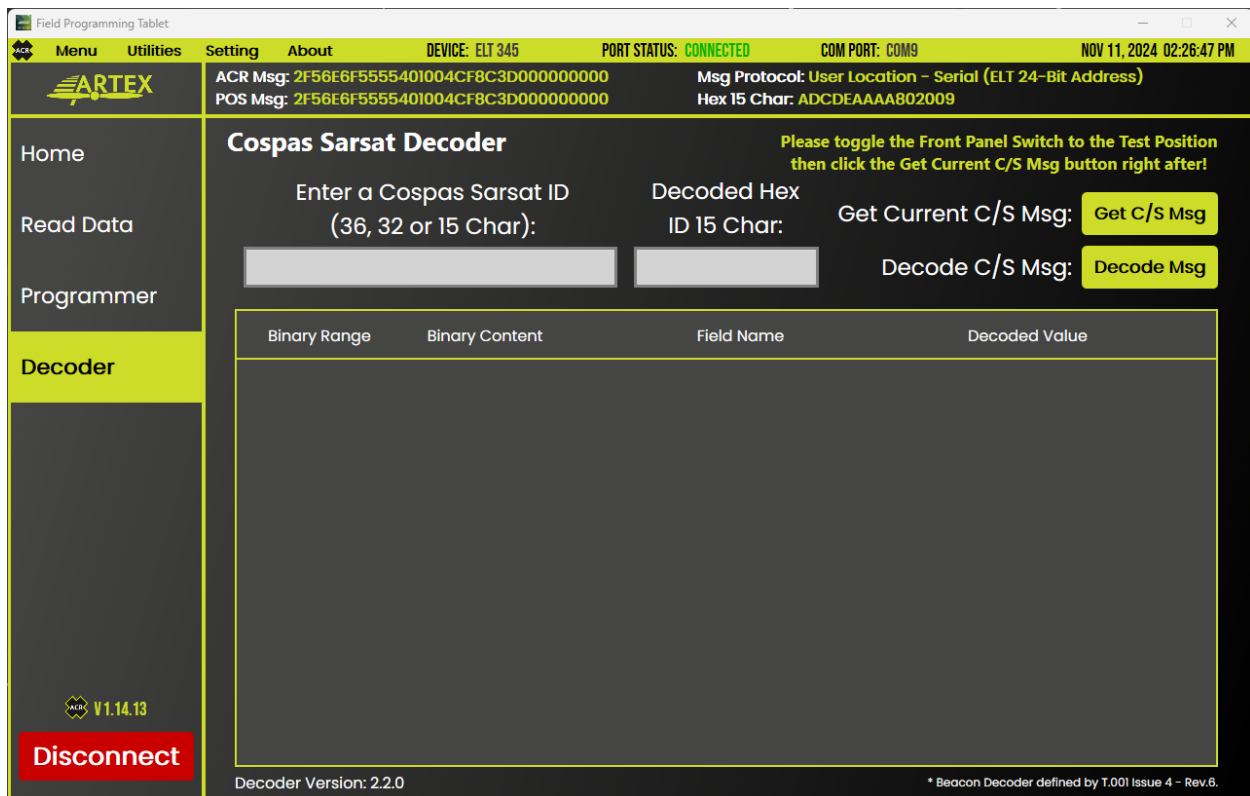 Field Programming Tablet
ACR Menu Utilities Setting About DEVICE: ELT 345 PORT STATUS: CONNECTED COM PORT: COM9 NOV 11, 2024 02:26:47 PM
ARTEX
ACR Msg: 2F56E6F5555401004CF8C3D000000000 Msg Protocol: User Location - Serial (ELT 24-Bit Address)
POS Msg: 2F56E6F5555401004CF8C3D000000000 Hex 15 Char: ADCDEAAAA802009
Home
Read Data
Programmer
Decoder
Cospas Sarsat Decoder
Please toggle the Front Panel Switch to the Test Position
then click the Get Current C/S Msg button right after!
Enter a Cospas Sarsat ID
(36, 32 or 15 Char):
Decoded Hex
ID 15 Char:
Get Current C/S Msg: Get C/S Msg
Decode C/S Msg: Decode Msg
Binary Range Binary Content Field Name Decoded Value
ACR V 1.14.13
Disconnect
Decoder Version: 2.2.0
* Beacon Decoder defined by T.001 Issue 4 - Rev.6.